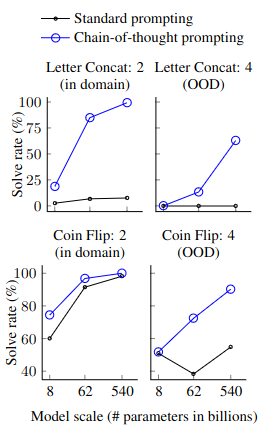 Standard prompting
Chain-of-thought prompting
Letter Concat: 2
(in domain)
Letter Concat: 4
(OOD)
Solve rate (%)
100
75
50
25
0
Coin Flip: 2
(in domain)
Coin Flip: 4
(OOD)
Solve rate (%)
100
80
60
40
8 62 540
8 62 540
Model scale (# parameters in billions)